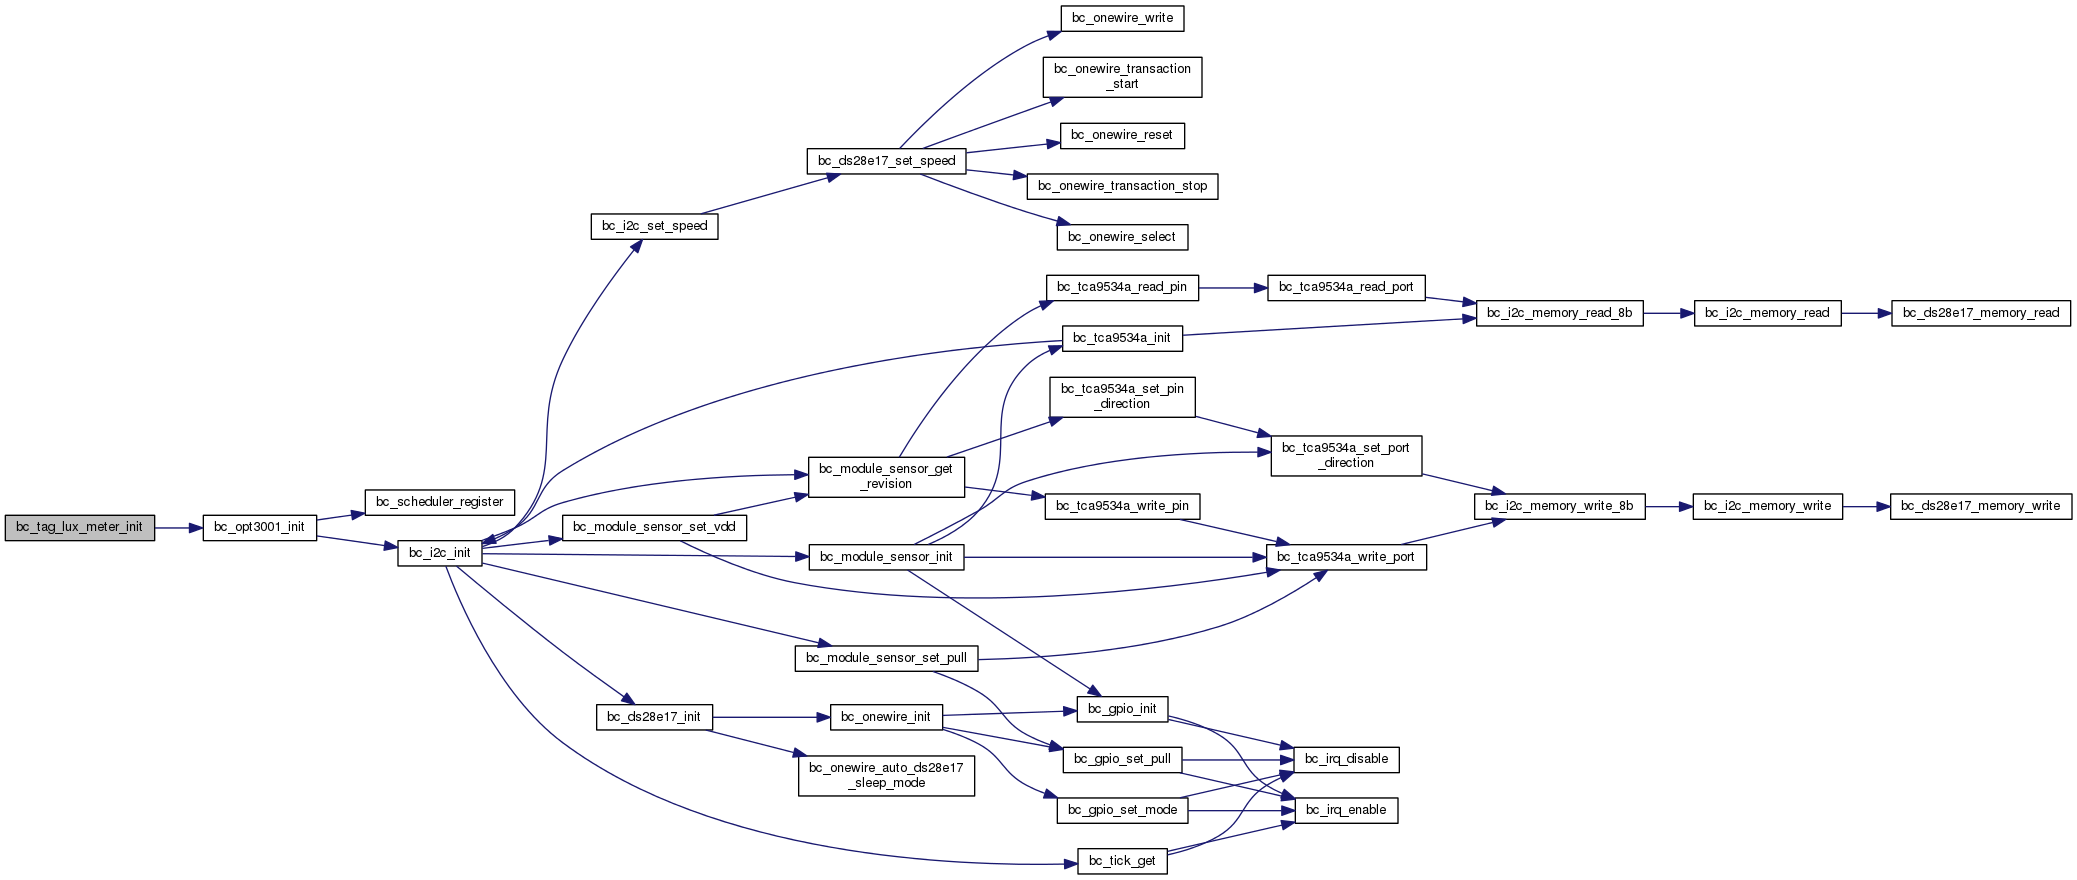 bc_tag_lux_meter_init
bc_opt3001_init
bc_scheduler_register
bc_i2c_init
bc_i2c_set_speed
bc_module_sensor_set_vdd
bc_ds28e17_init
bc_ds28e17_set_speed
bc_module_sensor_get
_revision
bc_module_sensor_init
bc_module_sensor_set_pull
bc_onewire_init
bc_onewire_auto_ds28e17
_sleep_mode
bc_onewire_write
bc_onewire_transaction
_start
bc_onewire_reset
bc_onewire_transaction_stop
bc_onewire_select
bc_tca9534a_read_pin
bc_tca9534a_init
bc_tca9534a_set_pin
_direction
bc_tca9534a_write_pin
bc_gpio_init
bc_gpio_set_pull
bc_gpio_set_mode
bc_tick_get
bc_tca9534a_read_port
bc_tca9534a_set_port
_direction
bc_tca9534a_write_port
bc_irq_disable
bc_irq_enable
bc_i2c_memory_read_8b
bc_i2c_memory_write_8b
bc_i2c_memory_read
bc_i2c_memory_write
bc_ds28e17_memory_read
bc_ds28e17_memory_write